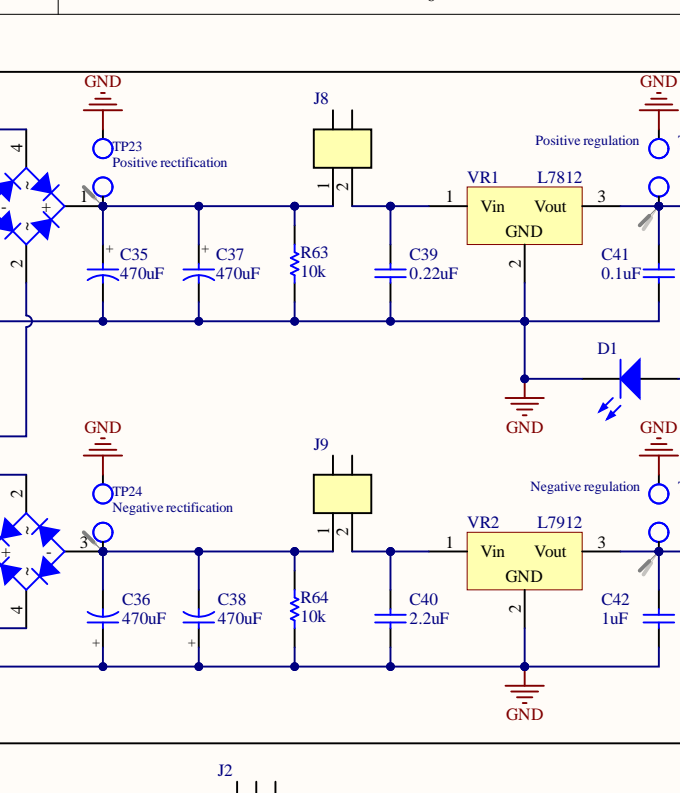 GND
GND
J8
4
TP23
Positive rectification
Positive regulation
~
-
+
~
1
1
2
VR1
L7812
1
Vin
Vout
3
GND
2
2
+
C35
470uF
+
C37
470uF
R63
10k
C39
0.22uF
C41
0.1uF
D1
GND
GND
GND
J9
2
TP24
Negative rectification
Negative regulation
~
+
-
~
3
1
2
VR2
L7912
1
Vin
Vout
3
GND
2
4
C36
470uF
+
C38
470uF
+
R64
10k
C40
2.2uF
C42
1uF
GND
J2